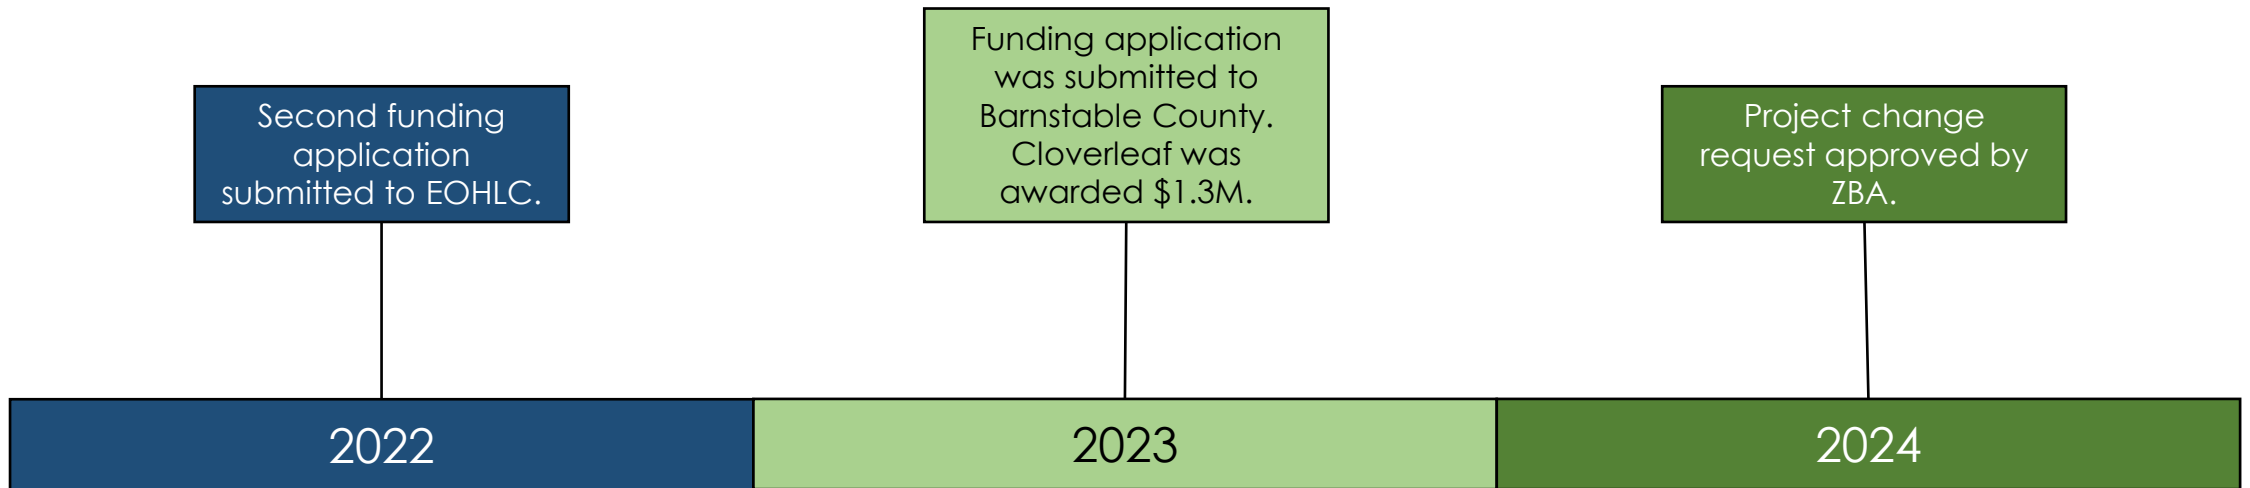 Second funding
application
submitted to EOHLC.
Funding application
was submitted to
Barnstable County.
Cloverleaf was
awarded $1.3M.
Project change
request approved by
ZBA.
2022
2023
2024